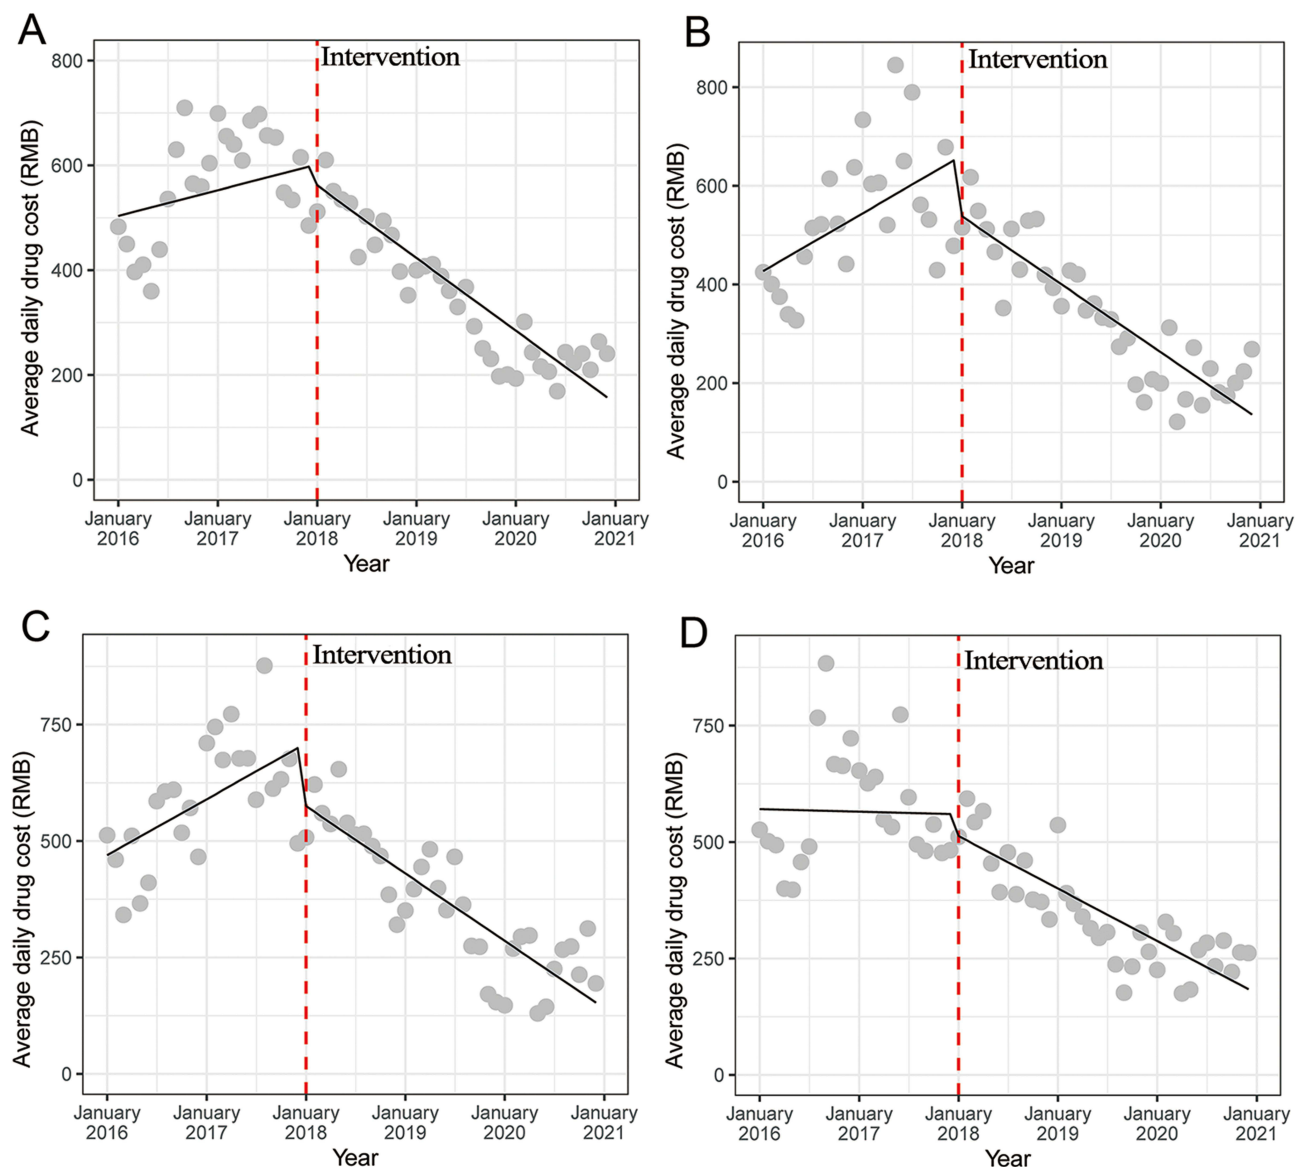 A
Average daily drug cost (RMB)
800
600
400
200
0
Intervention
January January January January January January
2016 2017 2018 2019 2020 2021
Year
B
Average daily drug cost (RMB)
800
600
400
200
0
Intervention
January January January January January January
2016 2017 2018 2019 2020 2021
Year
C
Average daily drug cost (RMB)
750
500
250
0
Intervention
January January January January January January
2016 2017 2018 2019 2020 2021
Year
D
Average daily drug cost (RMB)
750
500
250
0
Intervention
January January January January January January
2016 2017 2018 2019 2020 2021
Year